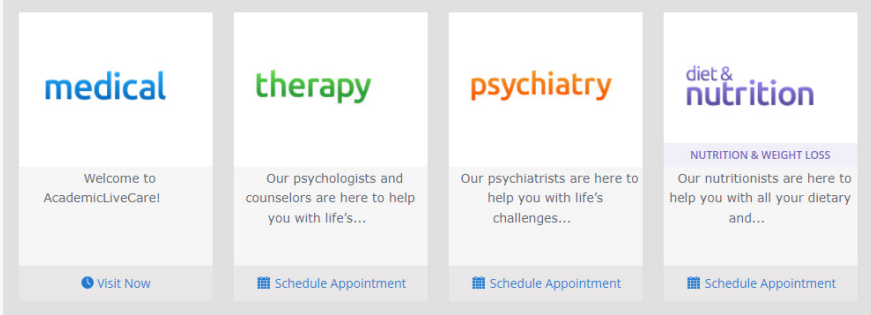 medical
Welcome to
AcademicLiveCare!
Visit Now
therapy
Our psychologists and
counselors are here to help
you with life’s...
Schedule Appointment
psychiatry
Our psychiatrists are here to
help you with life’s
challenges...
Schedule Appointment
diet &
nutrition
NUTRITION & WEIGHT LOSS
Our nutritionists are here to
help you with all your dietary
and...
Schedule Appointment